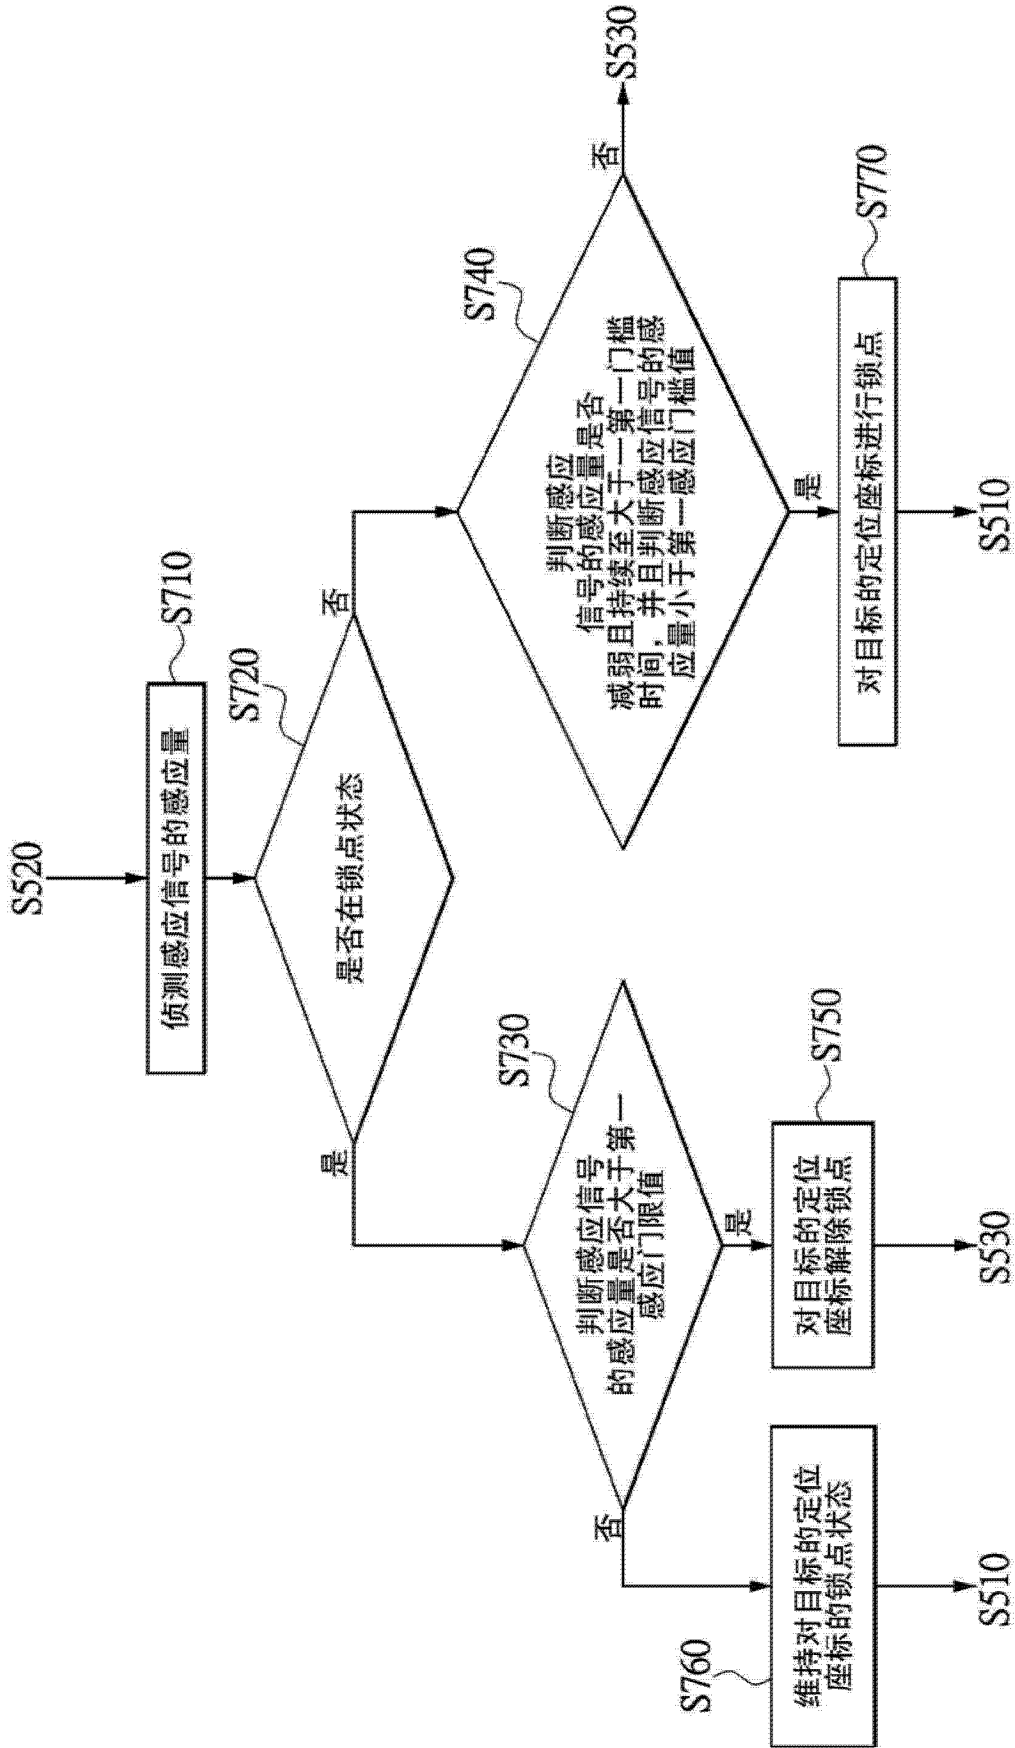 S520
侦测感应信号的感应量
S710
是否在锁点状态
S720
是
否
判断感应信号
的感应量是否大于第一
感应门限值
S730
判断感应
信号的感应量是否
减弱且持续至大于一第一门槛
时间，并且判断感应信号的感
应量小于第一感应门槛值
S740
否
S530
否
是
是
维持对目标的定位
座标的锁点状态
S760
对目标的定位
座标解除锁点
S750
对目标的定位座标进行锁点
S770
S510
S530
S510